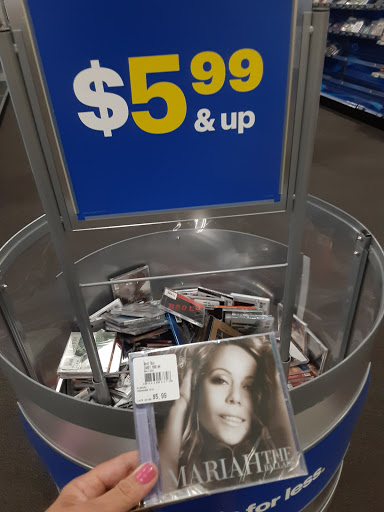 $5.99
& up
$5.99
MARIAH THE
BALLADS
for less.